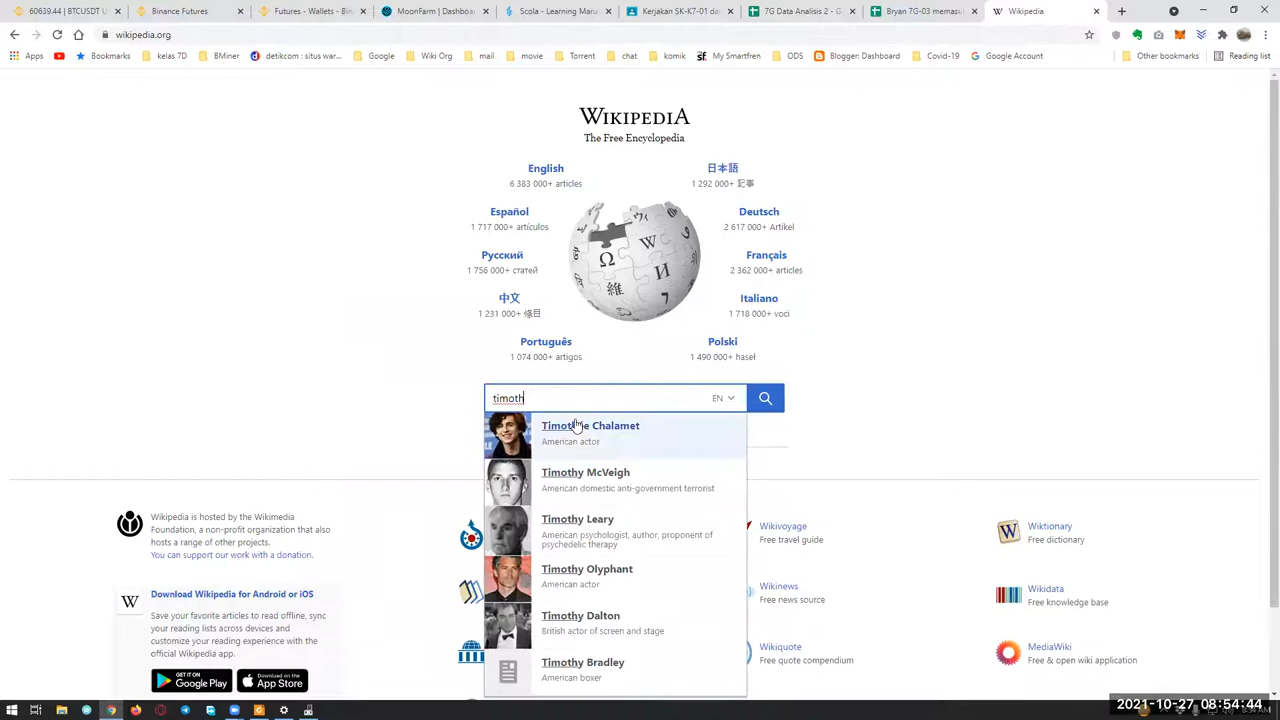 60639.41 | BTCUSD
Binance Futures
Futures - Wallets - Bin
MoonFarm | Dashboard
Scola - Learning Mana
Kerjakan SK-K7-01 da
7G Data Analisis 2 - G
Bryan 7G-03 memasuk
Wikipedia
wikipedia.org
Apps
Bookmarks
kelas 7D
BMiner
detikcom : situs war...
Google
Wiki Org
mail
movie
Torrent
chat
komik
My Smartfren
ODS
Blogger: Dashboard
Covid-19
Google Account
Other bookmarks
Reading list
WIKIPEDIA
The Free Encyclopedia
English
6 383 000+ articles
日本語
1 292 000+ 記事
Español
1 717 000+ artículos
Deutsch
2 617 000+ Artikel
Русский
1 756 000+ статей
Français
2 362 000+ articles
中文
1 231 000+ 條目
Italiano
1 718 000+ voci
Português
1 074 000+ artigos
Polski
1 490 000+ haseł
timoth
EN
Timothée Chalamet
American actor
Timothy McVeigh
American domestic anti-government terrorist
Timothy Leary
American psychologist, author, proponent of
psychedelic therapy
Timothy Olyphant
American actor
Timothy Dalton
British actor of screen and stage
Timothy Bradley
American boxer
Wikipedia is hosted by the Wikimedia
Foundation, a non-profit organization that also
hosts a range of other projects.
You can support our work with a donation.
Download Wikipedia for Android or iOS
Save your favorite articles to read offline, sync
your reading lists across devices and
customize your reading experience with the
official Wikipedia app.
GET IT ON
Google Play
Download on the
App Store
Wikivoyage
Free travel guide
Wiktionary
Free dictionary
Wikinews
Free news source
Wikidata
Free knowledge base
Wikiquote
Free quote compendium
MediaWiki
Free & open wiki application
2021-10-27 08:54:44